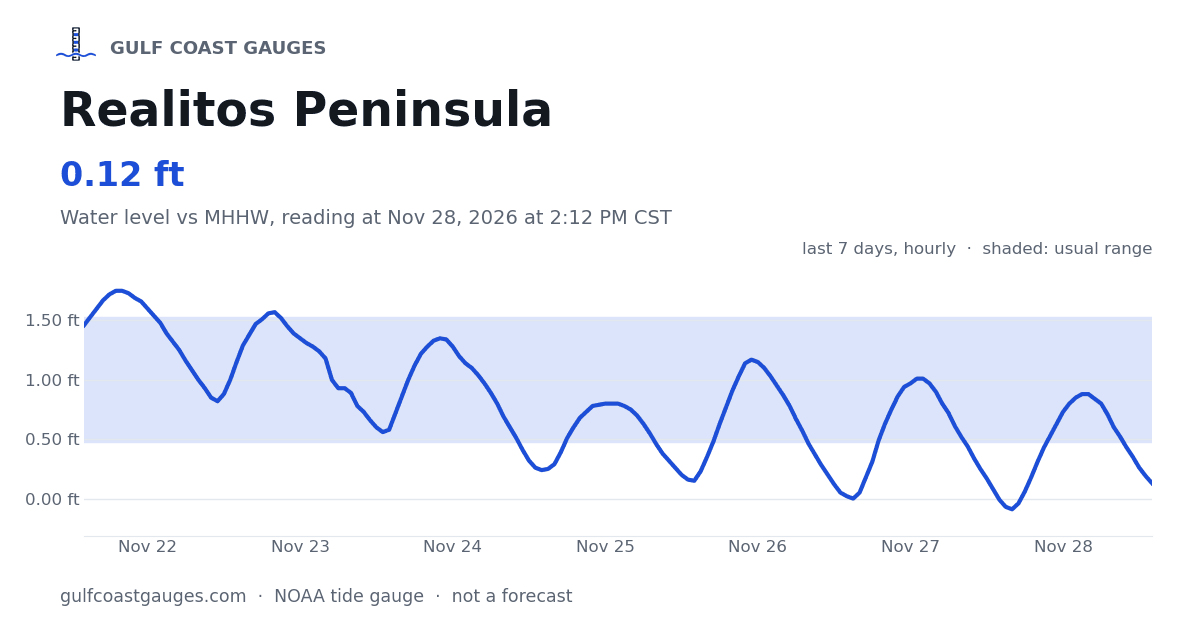 GULF COAST GAUGES
Realitos Peninsula
0.12 ft
Water level vs MHHW, reading at Nov 28, 2026 at 2:12 PM CST
last 7 days, hourly · shaded: usual range
1.50 ft
1.00 ft
0.50 ft
0.00 ft
Nov 22 Nov 23 Nov 24 Nov 25 Nov 26 Nov 27 Nov 28
gulfcoastgauges.com · NOAA tide gauge · not a forecast